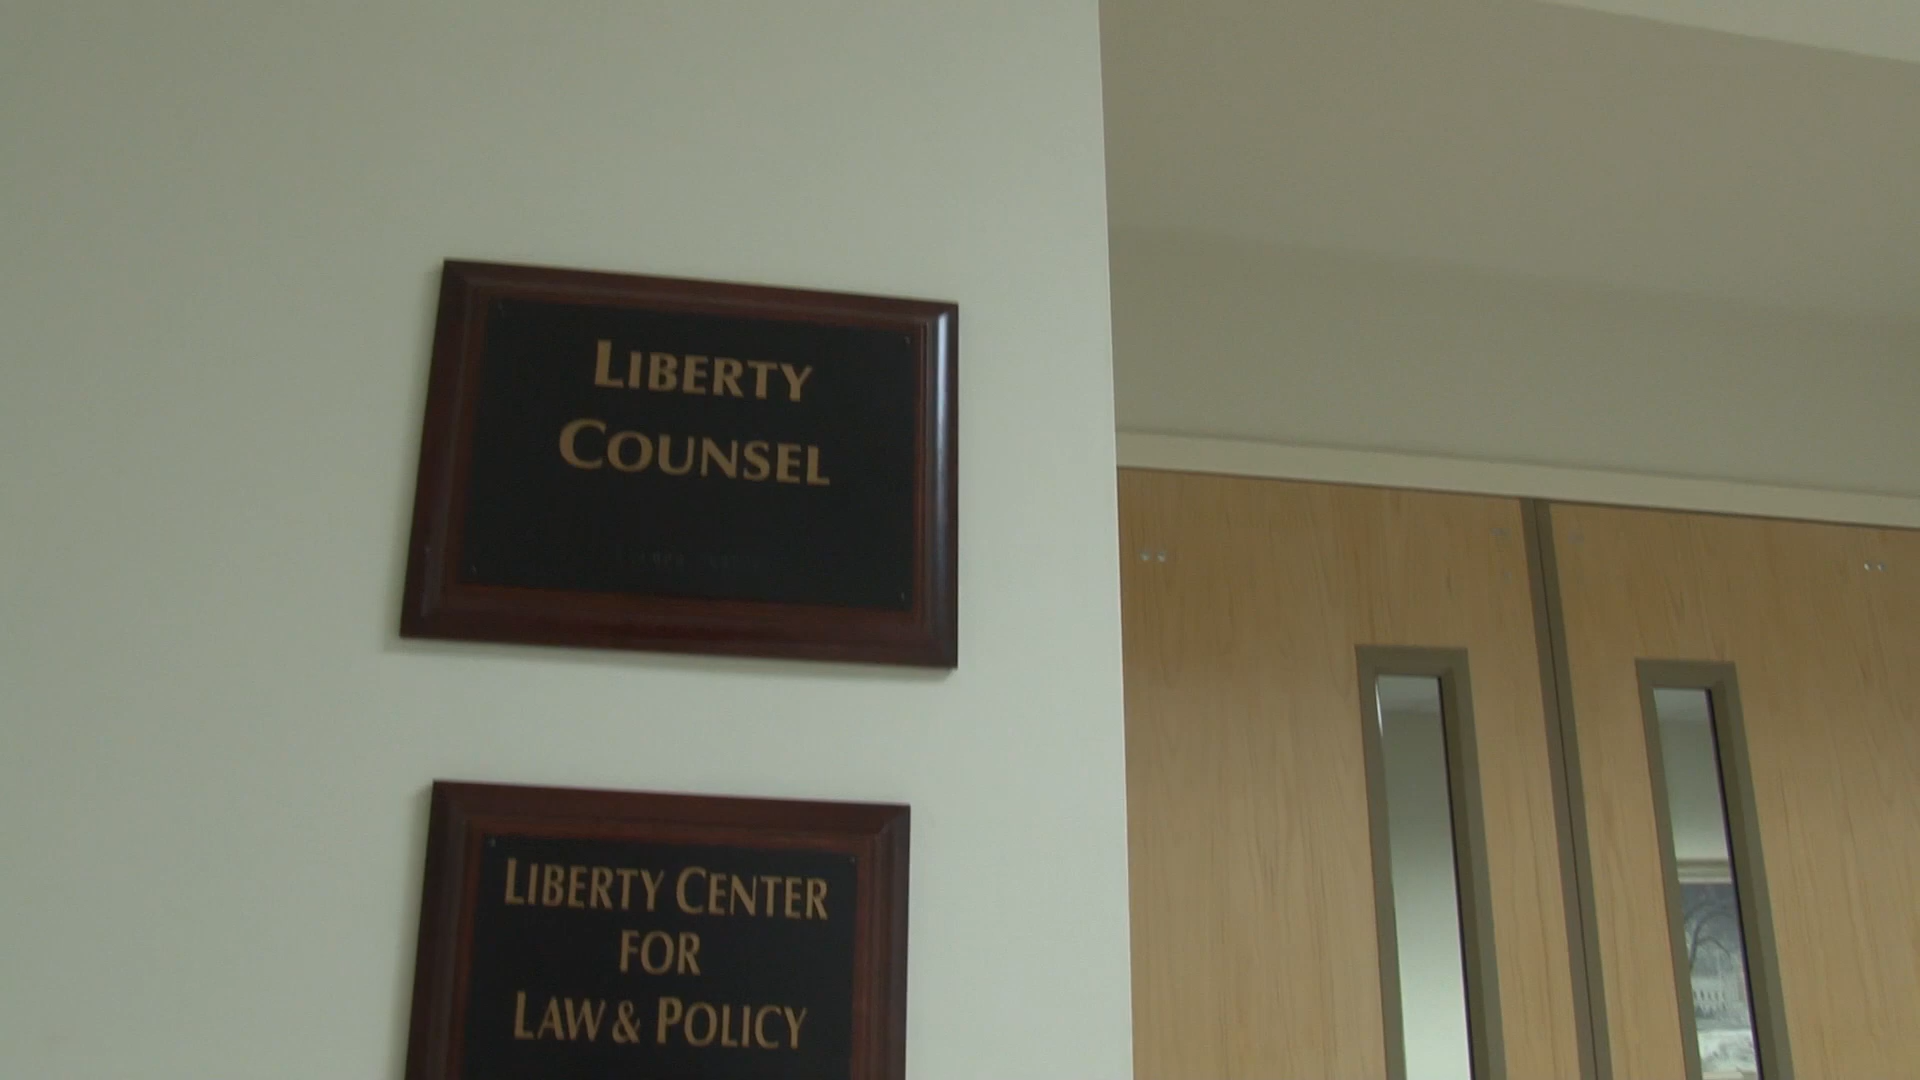 LIBERTY
COUNSEL
LIBERTY CENTER
FOR
LAW & POLICY